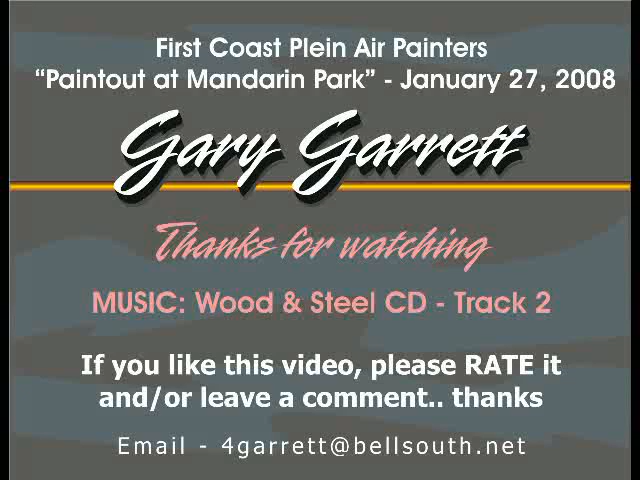 First Coast Plein Air Painters
“Paintout at Mandarin Park” - January 27, 2008
Gary Garrett
Thanks for watching
MUSIC: Wood & Steel CD - Track 2
If you like this video, please RATE it
and/or leave a comment.. thanks
Email - 4garrett@bellsouth.net